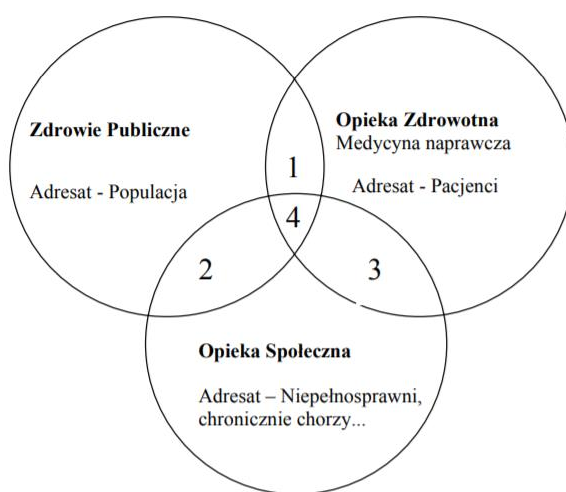 Zdrowie Publiczne
Adresat - Populacja
Opieka Zdrowotna
Medycyna naprawcza
Adresat - Pacjenci
1
4
2
3
Opieka Społeczna
Adresat – Niepełnosprawni,
chronicznie chorzy...